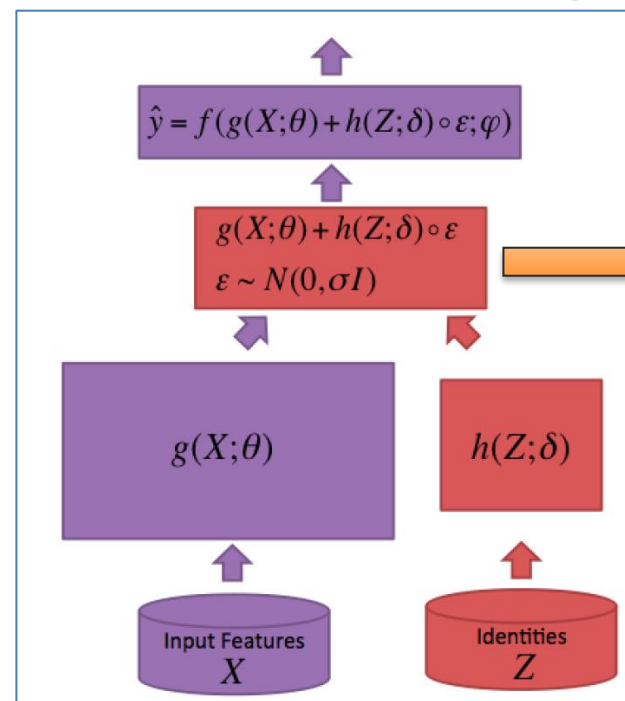 ŷ = f(g(X;θ)+h(Z;δ)∘ε;φ)
g(X;θ)+h(Z;δ)∘ε
ε ~ N(0,σI)
g(X;θ)
h(Z;δ)
Input Features
X
Identities
Z